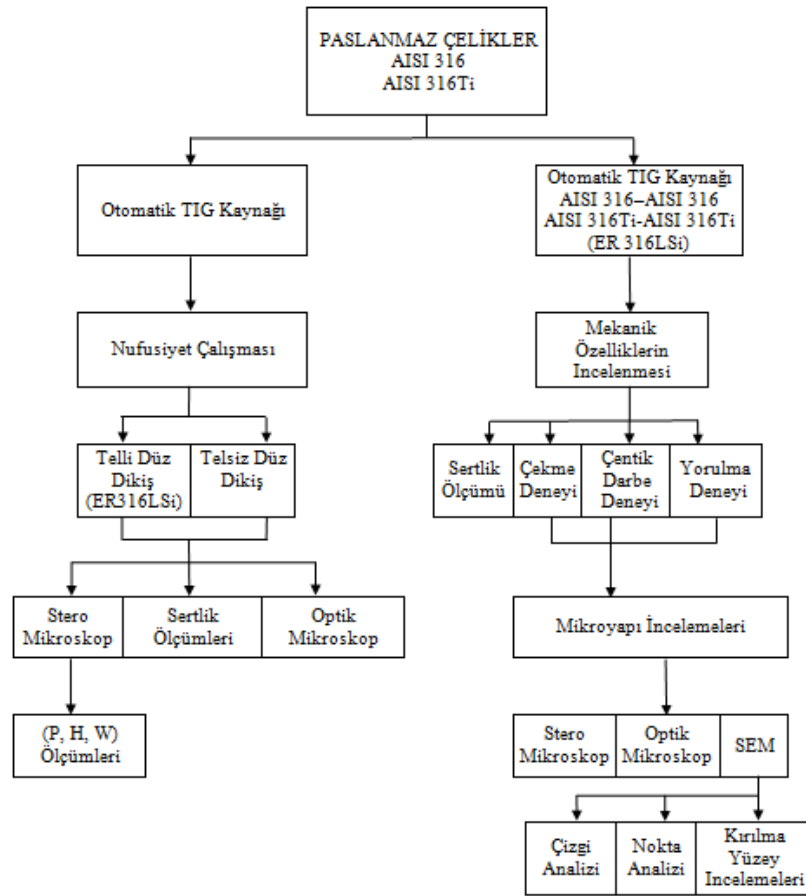 PASLANMAZ ÇELİKLER
AISI 316
AISI 316Ti
Otomatik TIG Kaynağı
Otomatik TIG Kaynağı
AISI 316–AISI 316
AISI 316Ti-AISI 316Ti
(ER 316LSi)
Nufusiyet Çalışması
Mekanik
Özelliklerin
İncelenmesi
Telli Düz
Dikiş
(ER316LSi)
Telsiz Düz
Dikiş
Sertlik
Ölçümü
Çekme
Deneyi
Çentik
Darbe
Deneyi
Yorulma
Deneyi
Stero
Mikroskop
Sertlik
Ölçümleri
Optik
Mikroskop
Mikroyapı İncelemeleri
(P, H, W)
Ölçümleri
Stero
Mikroskop
Optik
Mikroskop
SEM
Çizgi
Analizi
Nokta
Analizi
Kırılma
Yüzey
İncelemeleri